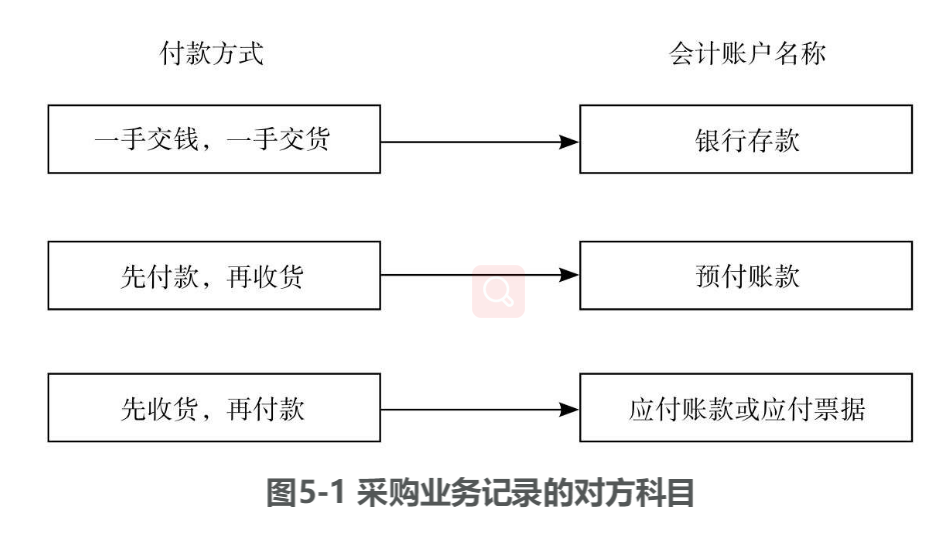 付款方式
会计账户名称
一手交钱，一手交货
银行存款
先付款，再收货
预付账款
先收货，再付款
应付账款或应付票据
图5-1 采购业务记录的对方科目